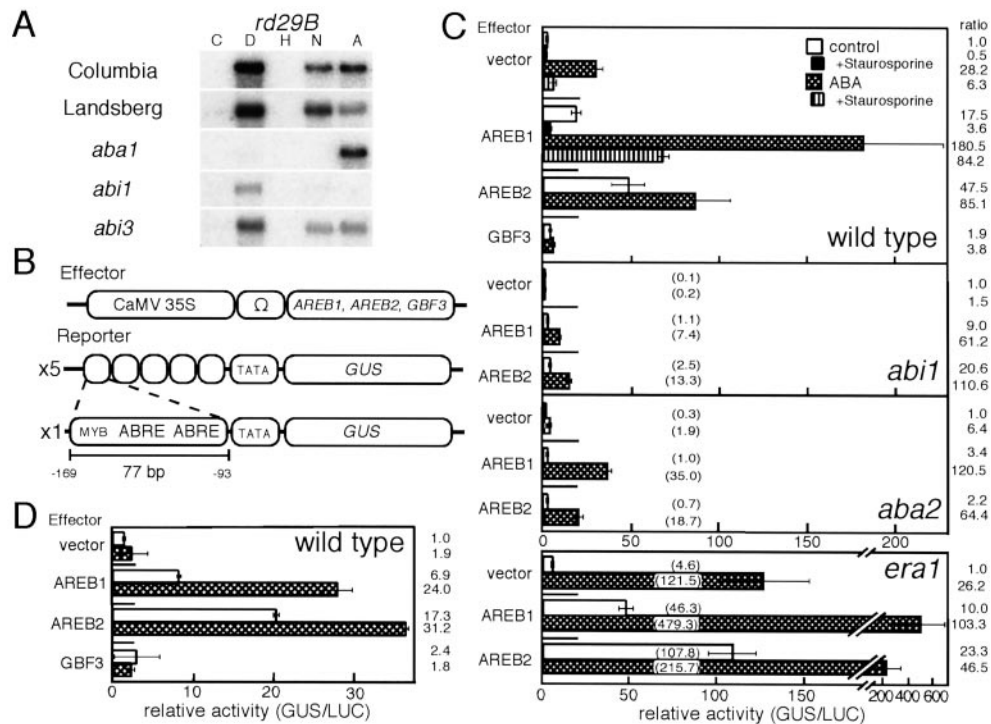 A
rd29B
C D H N A
Columbia
Landsberg
aba1
abi1
abi3
B
Effector
CaMV 35S Ω AREB1, AREB2, GBF3
Reporter
x5 TATA GUS
x1 MYB ABRE ABRE TATA GUS
-169 77 bp -93
D
Effector
wild type
vector 1.0
1.9
AREB1 6.9
24.0
AREB2 17.3
31.2
GBF3 2.4
1.8
0 10 20 30
relative activity (GUS/LUC)
C
Effector
ratio
control
+Staurosporine
ABA
+Staurosporine
vector 1.0
0.5
28.2
6.3
AREB1 17.5
3.6
180.5
84.2
AREB2 47.5
85.1
GBF3 1.9
3.8
wild type
vector (0.1) 1.0
(0.2) 1.5
AREB1 (1.1) 9.0
(7.4) 61.2
AREB2 (2.5) 20.6
(13.3) 110.6
abi1
vector (0.3) 1.0
(1.9) 6.4
AREB1 (1.0) 3.4
(35.0) 120.5
AREB2 (0.7) 2.2
(18.7) 64.4
aba2
0 50 100 150 200
era1
vector (4.6) 1.0
(121.5) 26.2
AREB1 (46.3) 10.0
(479.3) 103.3
AREB2 (107.8) 23.3
(215.7) 46.5
0 50 100 150 200 400 600
relative activity (GUS/LUC)